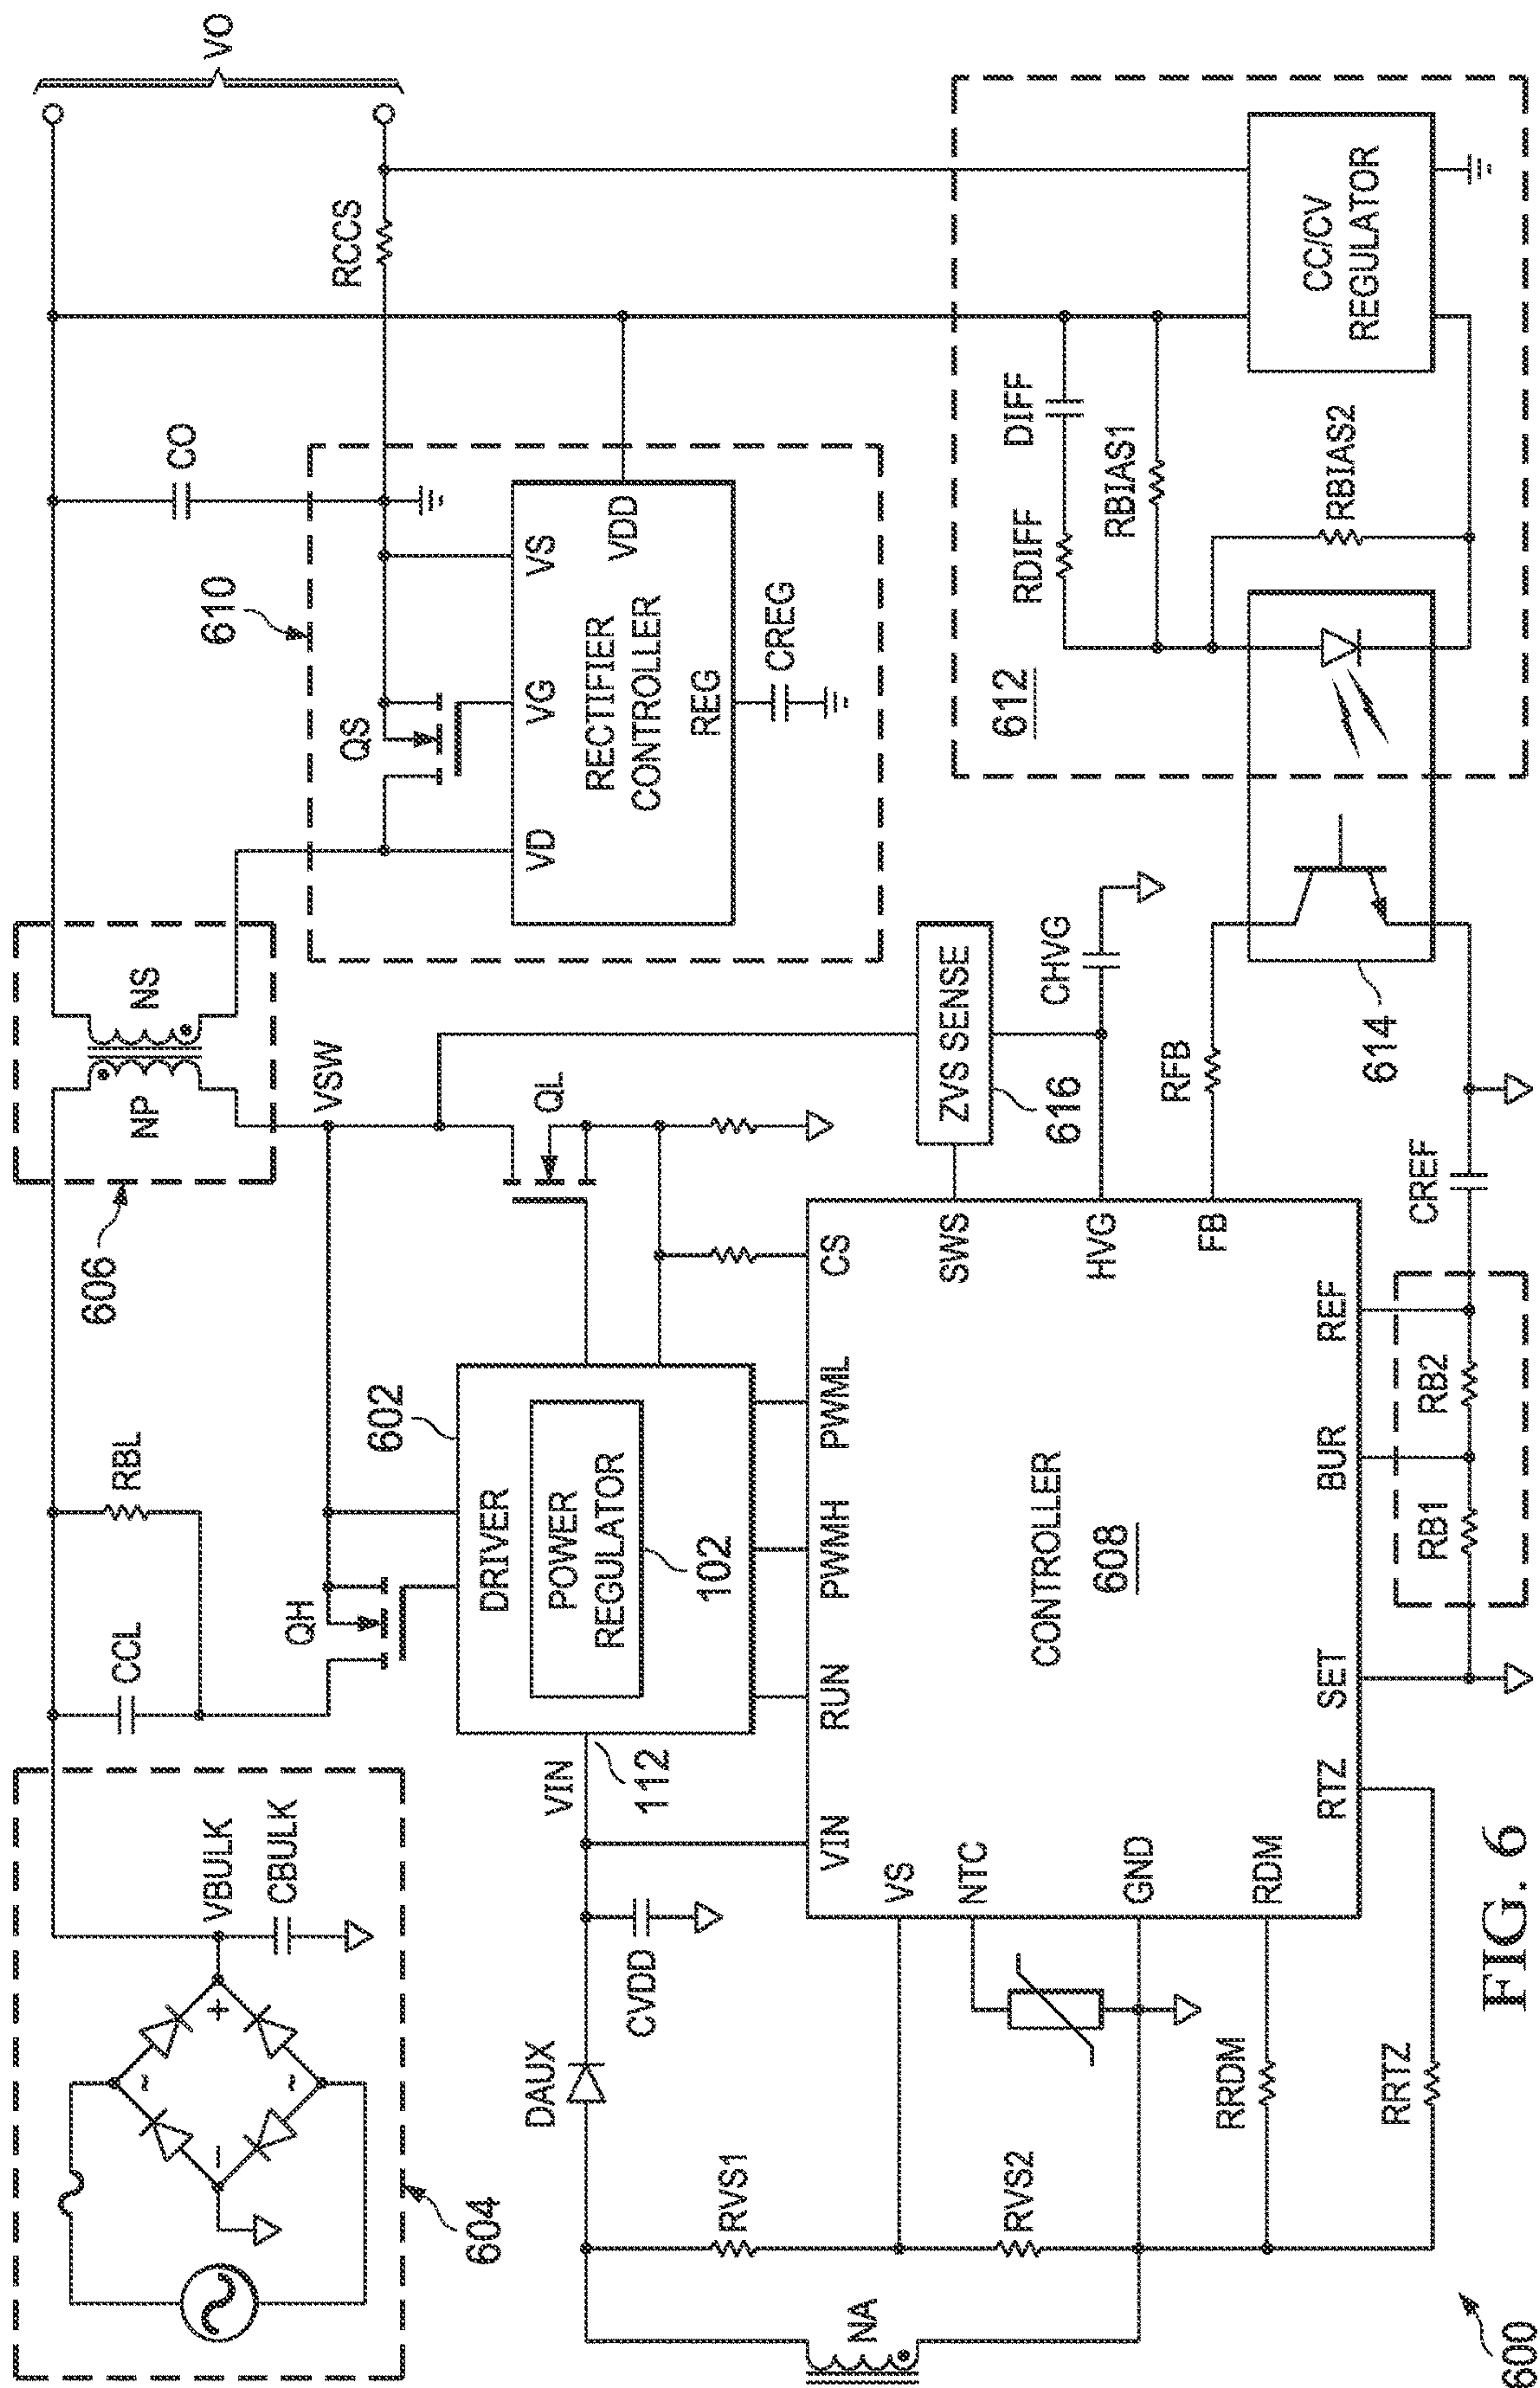 VO
RCCS
CO
610
QS
VS
VG
VD
VDD
RECTIFIER
CONTROLLER
REG
CREG
CC/CV
REGULATOR
DIFF
RDIFF
RBIAS1
RBIAS2
612
614
606
NP
NS
VSW
QL
ZVS SENSE
616
CHVG
RFB
CREF
RBL
CCL
QH
602
DRIVER
POWER
REGULATOR
102
112
VIN
RUN
PWMH
PWML
CS
SWS
HVG
FB
REF
BUR
SET
RTZ
RDM
GND
NTC
VS
VIN
CONTROLLER
608
RB1
RB2
VBULK
CBULK
+
−
~
~
604
DAUX
CVDD
RVS1
RVS2
NA
RRDM
RRTZ
600
FIG. 6